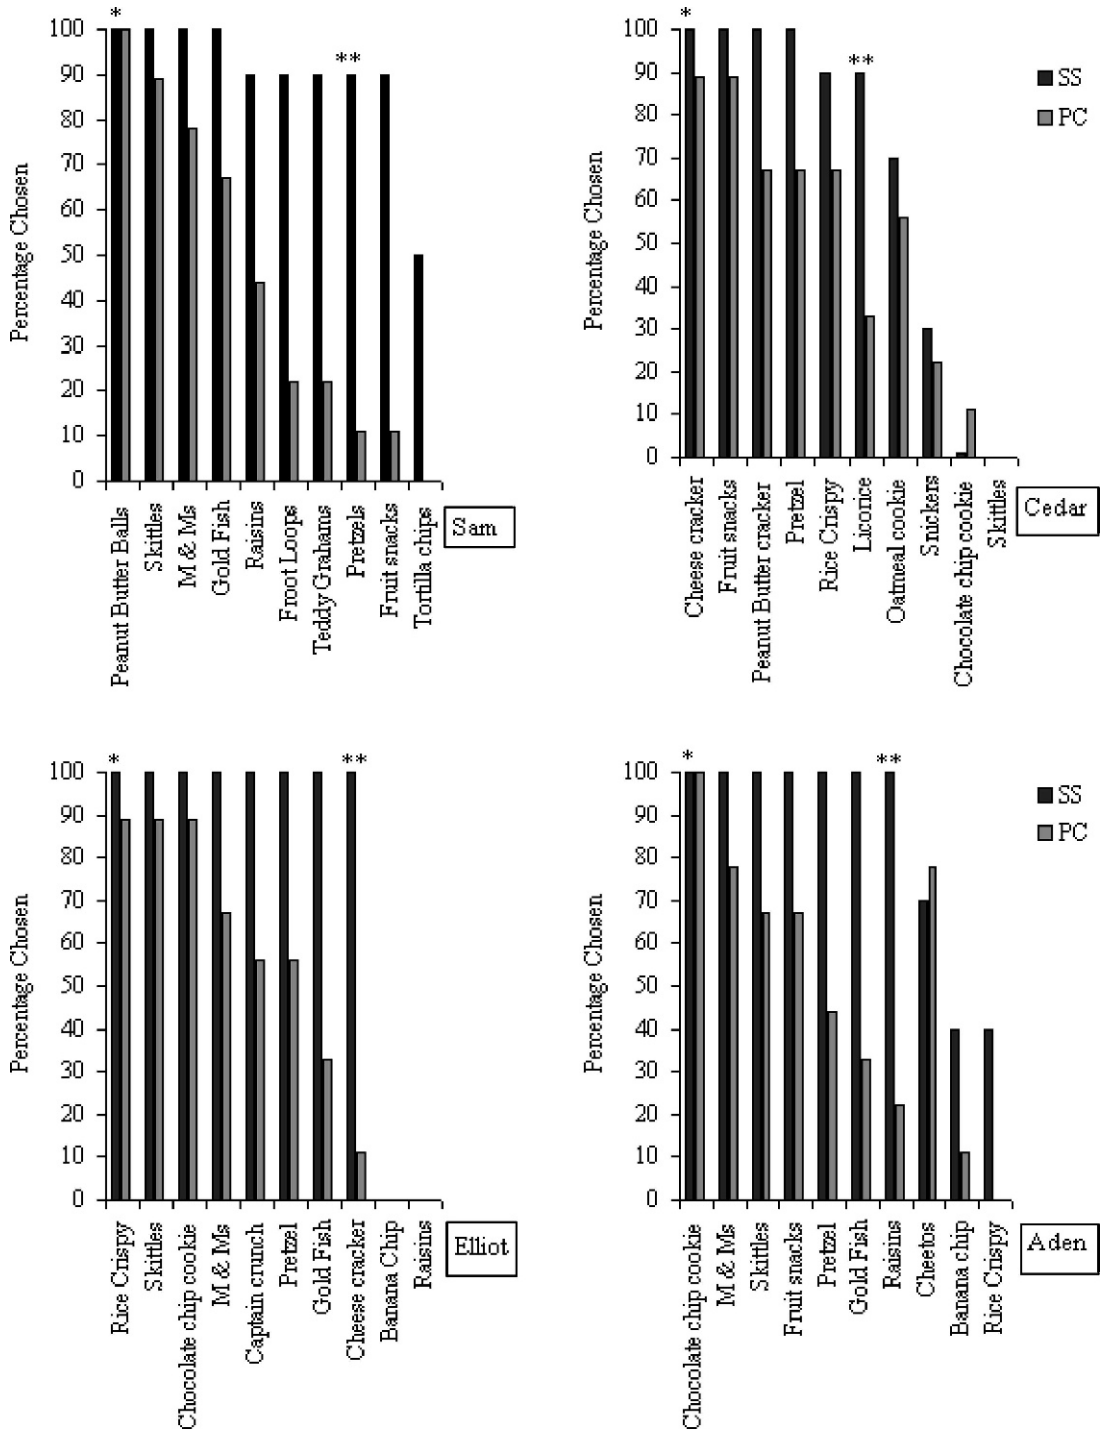 *
**
100
90
80
70
60
50
40
30
20
10
0
Percentage Chosen
Peanut Butter Balls
Skittles
M & Ms
Gold Fish
Raisins
Froot Loops
Teddy Grahams
Pretzels
Fruit snacks
Tortilla chips
Sam
*
**
100
90
80
70
60
50
40
30
20
10
0
Percentage Chosen
SS
PC
Cheese cracker
Fruit snacks
Peanut Butter cracker
Pretzel
Rice Crispy
Licorice
Oatmeal cookie
Snickers
Chocolate chip cookie
Skittles
Cedar
*
**
100
90
80
70
60
50
40
30
20
10
0
Percentage Chosen
Rice Crispy
Skittles
Chocolate chip cookie
M & Ms
Captain crunch
Pretzel
Gold Fish
Cheese cracker
Banana Chip
Raisins
Elliot
*
**
100
90
80
70
60
50
40
30
20
10
0
Percentage Chosen
SS
PC
Chocolate chip cookie
M & Ms
Skittles
Fruit snacks
Pretzel
Gold Fish
Raisins
Cheetos
Banana chip
Rice Crispy
Aden